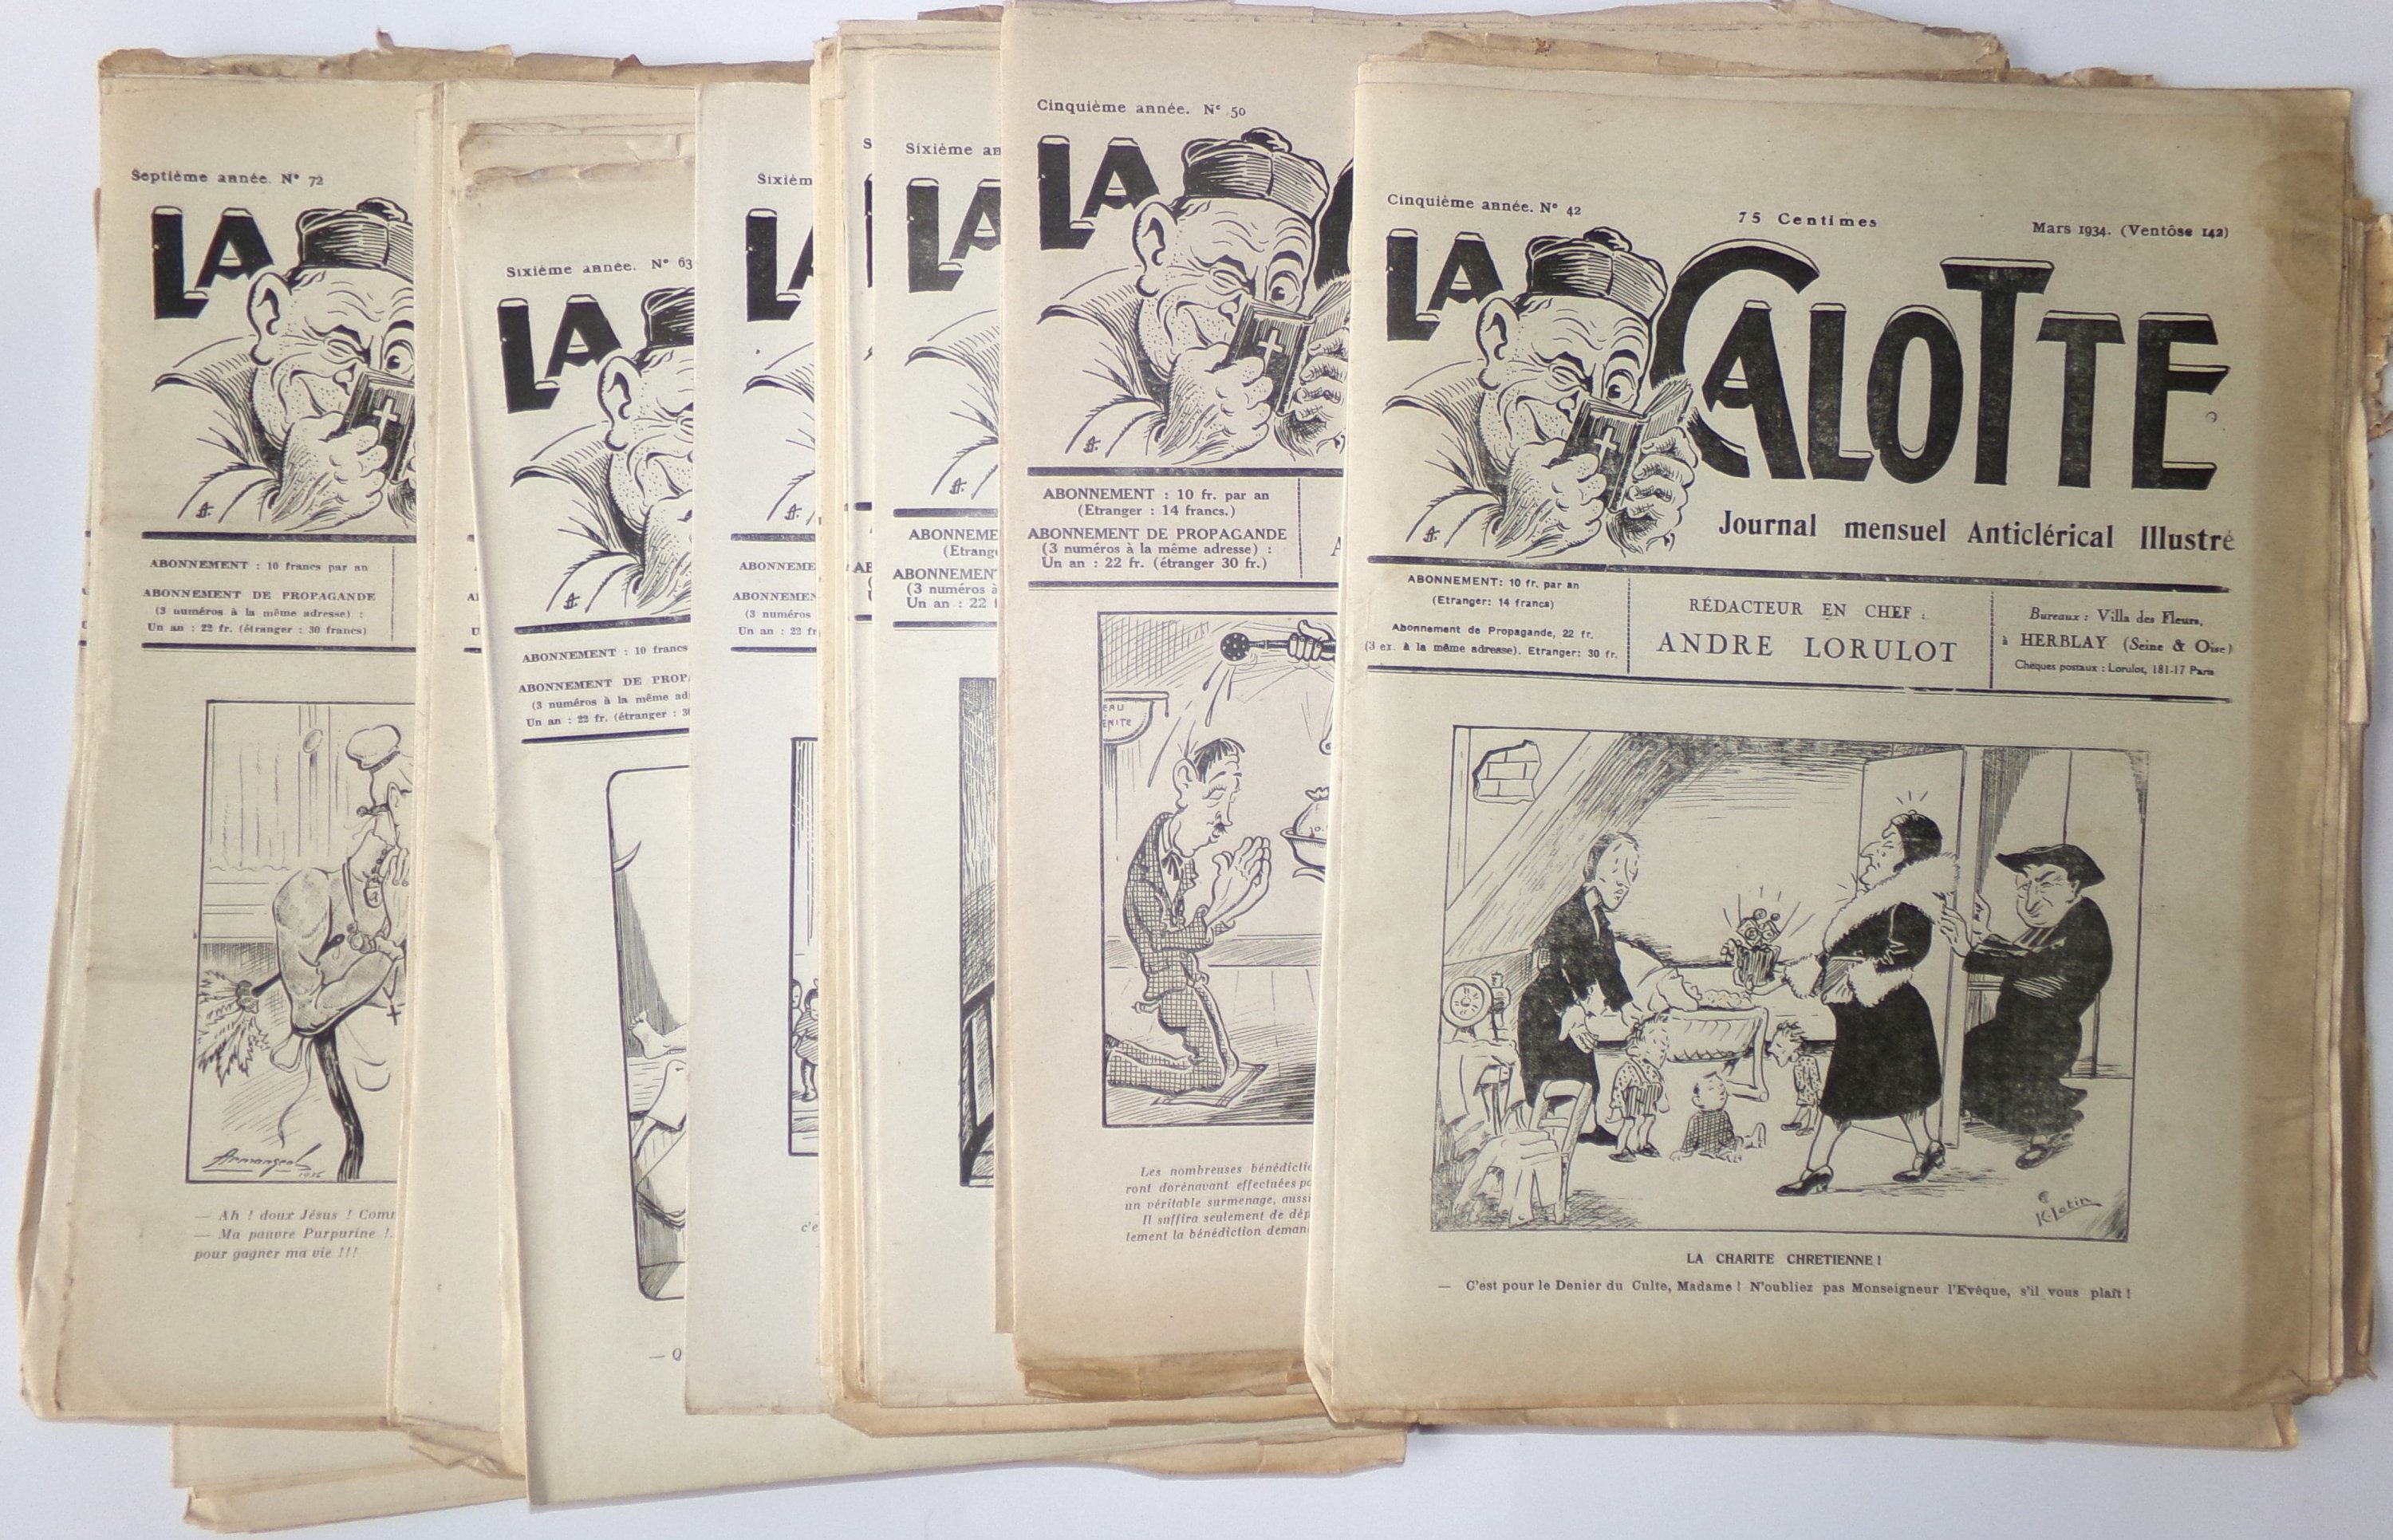 Septième année. N° 72
LA
ABONNEMENT : 10 francs par an
ABONNEMENT DE PROPAGANDE
(3 numéros à la même adresse) :
Un an : 22 fr. (étranger : 30 francs)
1936
— Ah ! doux Jésus !
— Ma pauvre Purpurine !
pour gagner ma vie !!!
Sixième année. N° 63
LA
ABONNEMENT : 10 francs
ABONNEMENT DE
(3 numéros à la même
Un an : 22 fr. (étranger :
LA
(3 numéros
Un an : 22
Sixième
LA
(3 numéros à
Un an : 22
Cinquième année. N° 50
LA
ABONNEMENT : 10 fr. par an
(Etranger : 14 francs.)
ABONNEMENT DE PROPAGANDE
(3 numéros à la même adresse) :
Un an : 22 fr. (étranger 30 fr.)
EAU
Les nombreuses
ront dorénavant effectuées
un véritable surmenage,
Il suffira seulement de
tement la bénédiction
Cinquième année. N° 42
75 Centimes
Mars 1934. (Ventôse 142)
LA CALOTTE
Journal mensuel Anticlérical Illustré
ABONNEMENT: 10 fr. par an
(Etranger: 14 francs)
Abonnement de Propagande, 22 fr.
(3 ex. à la même adresse). Etranger: 30 fr.
RÉDACTEUR EN CHEF :
ANDRE LORULOT
Bureaux : Villa des Fleurs,
à HERBLAY (Seine & Oise)
Chèques postaux : Lorulot, 181-17 Paris
LA CHARITE CHRETIENNE !
— C'est pour le Denier du Culte, Madame ! N'oubliez pas Monseigneur l'Evêque, s'il vous plaît !